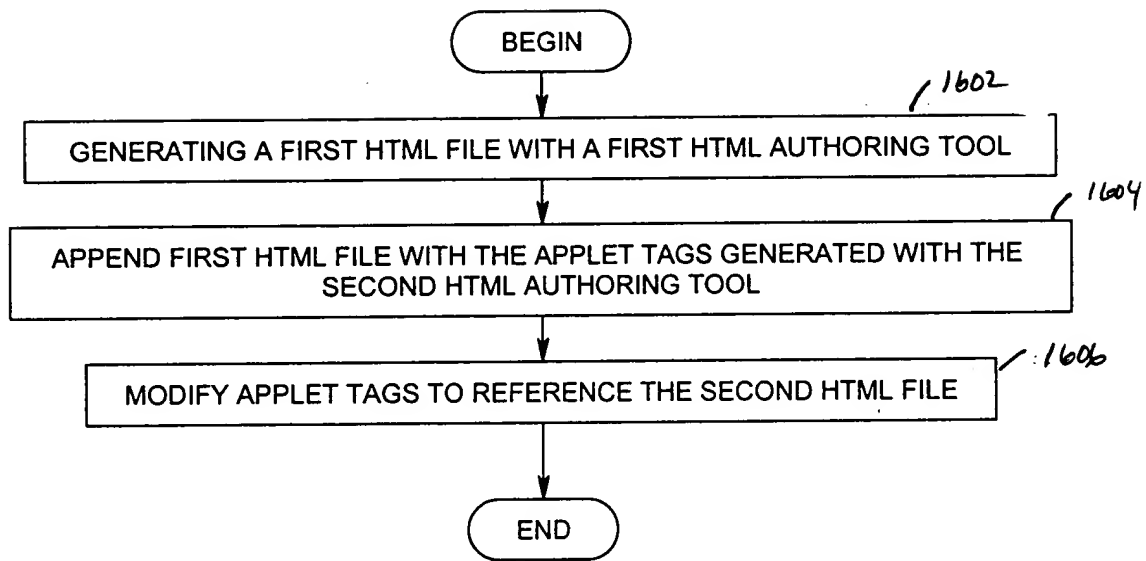 BEGIN
1602
GENERATING A FIRST HTML FILE WITH A FIRST HTML AUTHORING TOOL
1604
APPEND FIRST HTML FILE WITH THE APPLET TAGS GENERATED WITH THE
SECOND HTML AUTHORING TOOL
1606
MODIFY APPLET TAGS TO REFERENCE THE SECOND HTML FILE
END